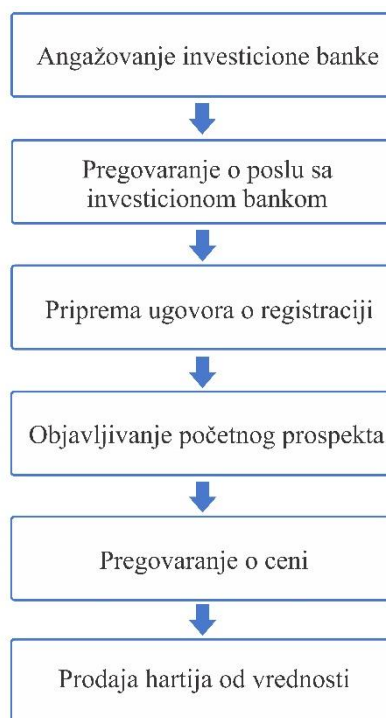 Angažovanje investicione banke
Pregovaranje o poslu sa
investicionom bankom
Priprema ugovora o registraciji
Objavljivanje početnog prospekta
Pregovaranje o ceni
Prodaja hartija od vrednosti